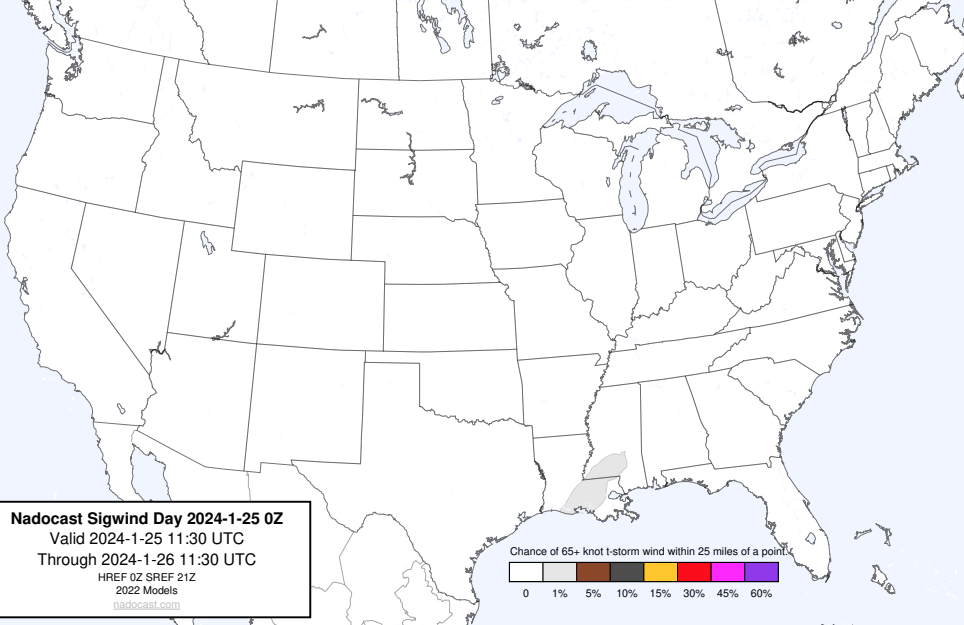 Nadocast Sigwind Day 2024-1-25 0Z
Valid 2024-1-25 11:30 UTC
Through 2024-1-26 11:30 UTC
HREF 0Z SREF 21Z
2022 Models
nadocast.com
Chance of 65+ knot t-storm wind within 25 miles of a point.
0 1% 5% 10% 15% 30% 45% 60%